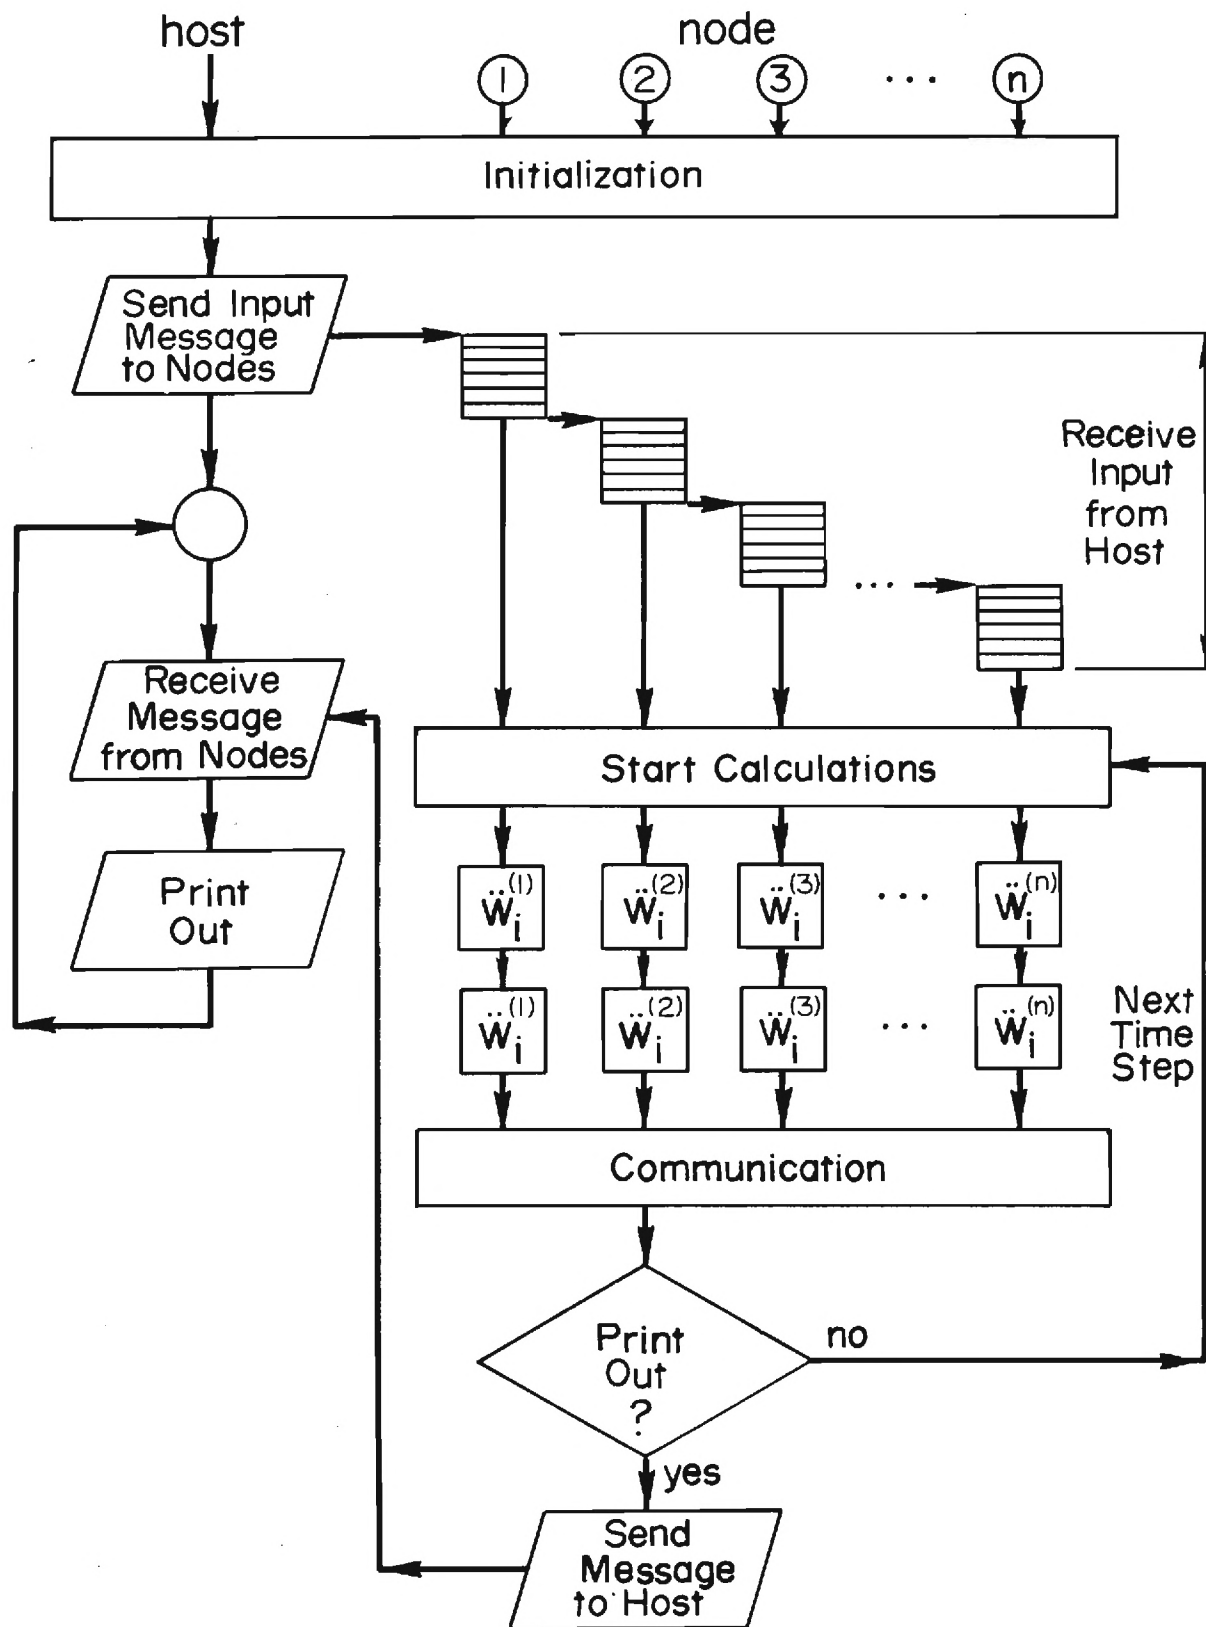 host
node
1 2 3 ... n
Initialization
Send Input
Message
to Nodes
Receive
Input
from
Host
...
Receive
Message
from Nodes
Start Calculations
Print
Out
Ẅi(1) Ẅi(2) Ẅi(3) ... Ẅi(n)
Ẅi(1) Ẅi(2) Ẅi(3) ... Ẅi(n)
Next
Time
Step
Communication
Print
Out
?
no
yes
Send
Message
to Host